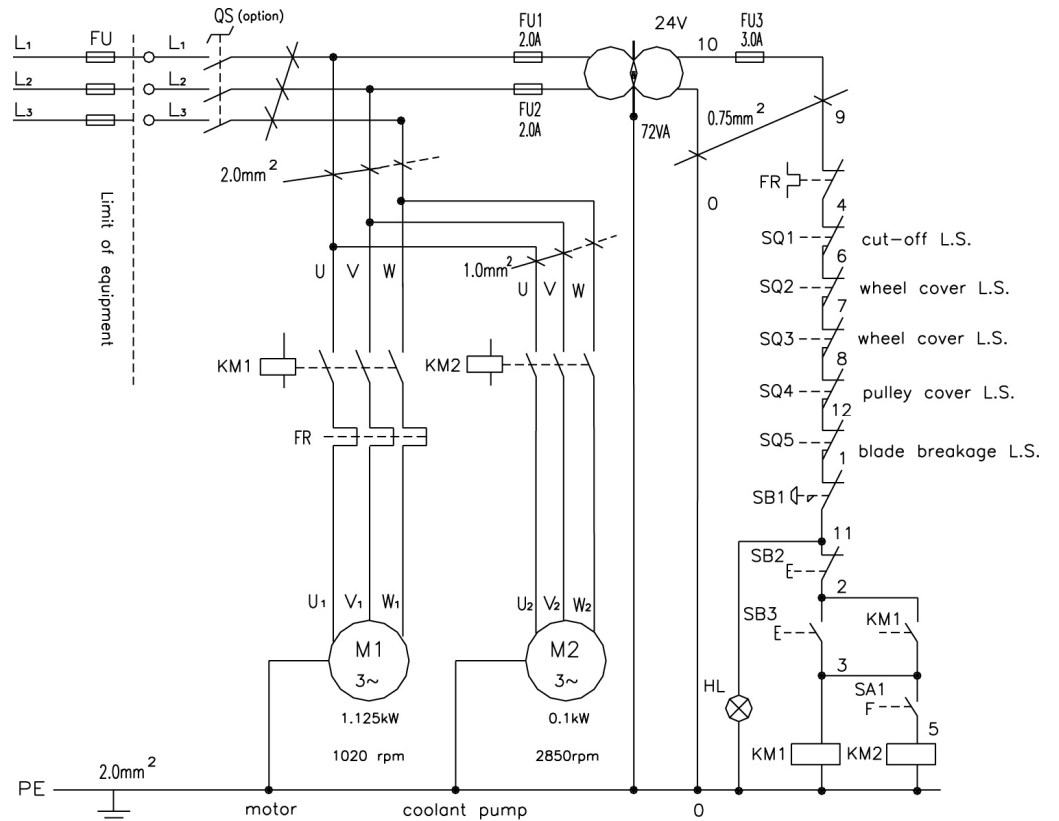 QS (option)
L1 FU L1
L2 L2
L3 L3
FU1
2.0A
FU2
2.0A
24V
10
FU3
3.0A
72VA
0.75mm²
9
0
2.0mm²
1.0mm²
Limit of equipment
U V W
U V W
KM1
KM2
FR
FR
4
SQ1 cut-off L.S.
6
SQ2 wheel cover L.S.
7
SQ3 wheel cover L.S.
8
SQ4 pulley cover L.S.
12
SQ5 blade breakage L.S.
1
SB1
11
SB2
2
SB3 KM1
3
SA1
5
HL
KM1 KM2
U1 V1 W1
U2 V2 W2
M1
3~
M2
3~
1.125kW
1020 rpm
0.1kW
2850rpm
PE 2.0mm²
motor coolant pump 0